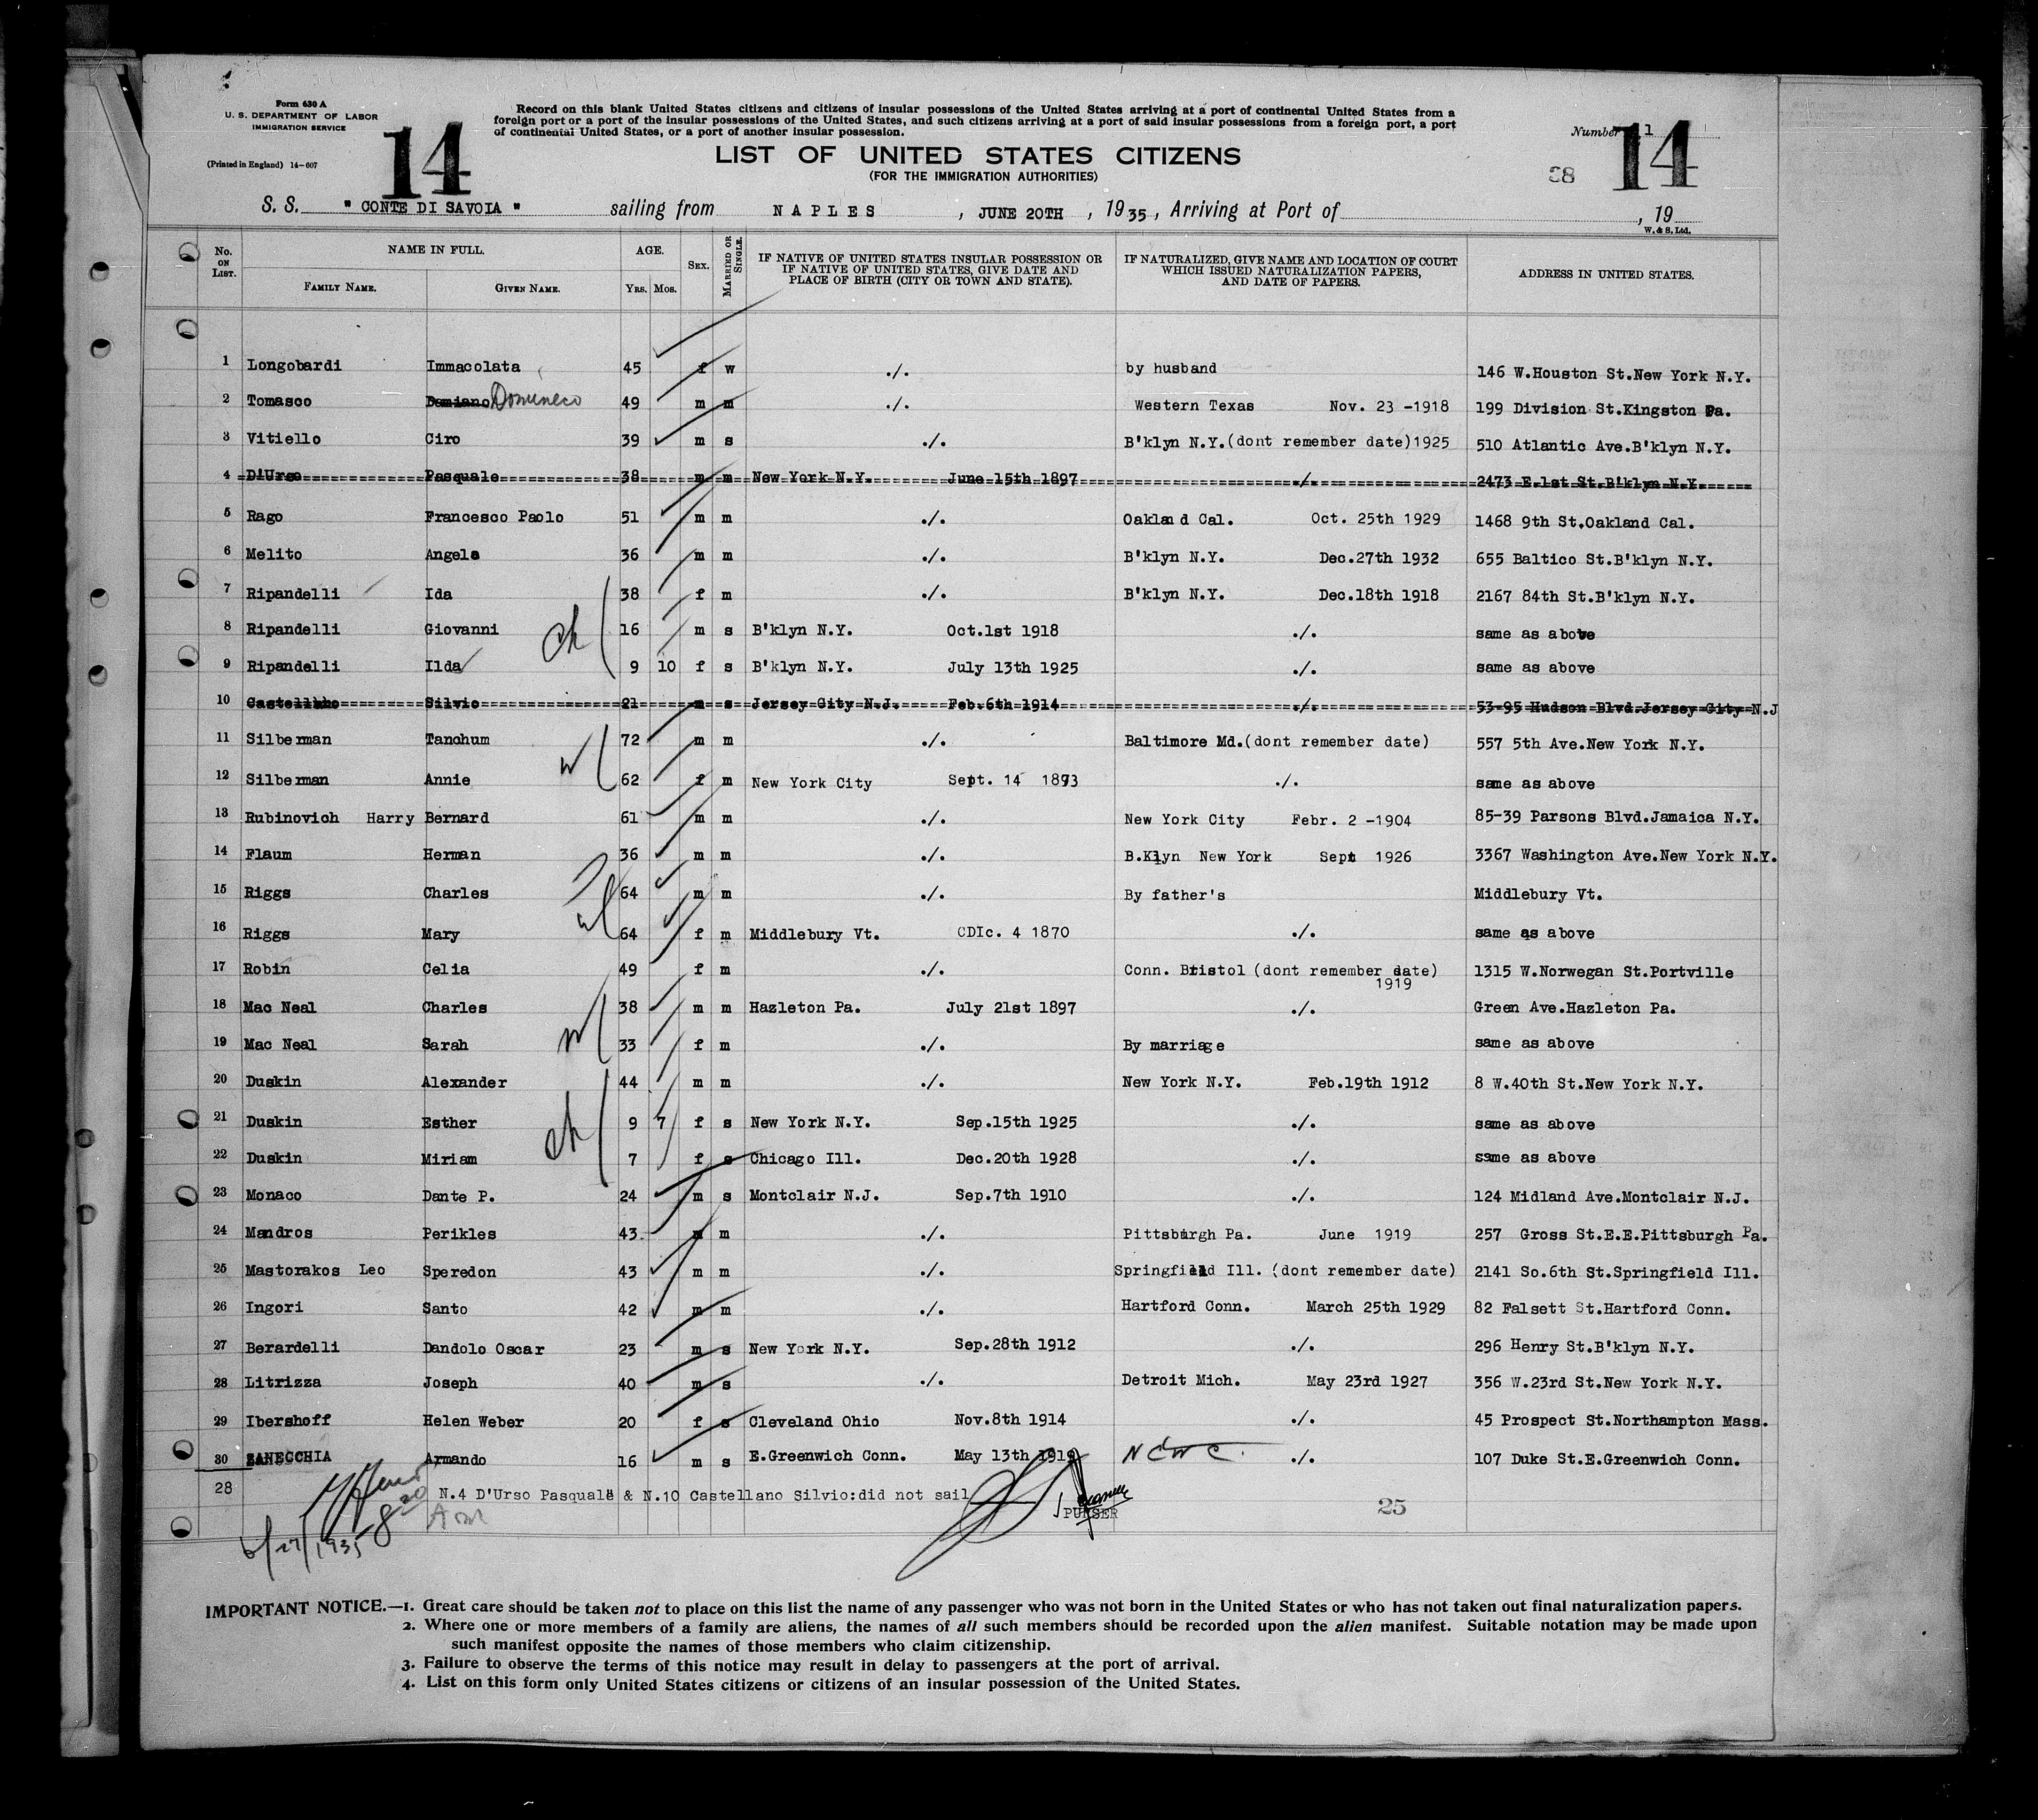 Form 630 A
U. S. DEPARTMENT OF LABOR
IMMIGRATION SERVICE
(Printed in England) 14-607
14
Record on this blank United States citizens and citizens of insular possessions of the United States arriving at a port of continental United States from a
foreign port or a port of the insular possessions of the United States, and such citizens arriving at a port of said insular possessions from a foreign port, a port
of continental United States, or a port of another insular possession.
LIST OF UNITED STATES CITIZENS
(FOR THE IMMIGRATION AUTHORITIES)
Number 1
14
S. S. " CONTE DI SAVOIA " sailing from NAPLES , JUNE 20TH , 1935 , Arriving at Port of , 19
W. & S. Ltd.
No. ON LIST. NAME IN FULL. FAMILY NAME. GIVEN NAME. AGE. YRS. MOS. SEX. MARRIED OR SINGLE. IF NATIVE OF UNITED STATES INSULAR POSSESSION OR IF NATIVE OF UNITED STATES, GIVE DATE AND PLACE OF BIRTH (CITY OR TOWN AND STATE). IF NATURALIZED, GIVE NAME AND LOCATION OF COURT WHICH ISSUED NATURALIZATION PAPERS, AND DATE OF PAPERS. ADDRESS IN UNITED STATES.
1 Longobardi Immacolata 45 f w ./. by husband 146 W.Houston St.New York N.Y.
2 Tomasco Damiano Domineco 49 m m ./. Western Texas Nov. 23 -1918 199 Division St.Kingston Pa.
3 Vitiello Ciro 39 m s ./. B'klyn N.Y.(dont remember date)1925 510 Atlantic Ave.B'klyn N.Y.
4 D'Urso Pasquale 38 m m New York N.Y. June 15th 1897 ./. 2473 E.1st St.B'klyn N.Y.
5 Rago Francesco Paolo 51 m m ./. Oakland Cal. Oct. 25th 1929 1468 9th St.Oakland Cal.
6 Melito Angelo 36 m m ./. B'klyn N.Y. Dec.27th 1932 655 Baltico St.B'klyn N.Y.
7 Ripandelli Ida 38 f m ./. B'klyn N.Y. Dec.18th 1918 2167 84th St.B'klyn N.Y.
8 Ripandelli Giovanni 16 m s B'klyn N.Y. Oct.1st 1918 ./. same as above
ch
9 Ripandelli Ilda 9 10 f s B'klyn N.Y. July 13th 1925 ./. same as above
10 Castellano Silvio 21 m s Jersey City N.J. Feb.6th 1914 ./. 53-95 Hudson Blvd.Jersey City N.J
11 Silberman Tanchum 72 m m ./. Baltimore Md.(dont remember date) 557 5th Ave.New York N.Y.
w
12 Silberman Annie 62 f m New York City Sept. 14 1873 ./. same as above
13 Rubinovich Harry Bernard 61 m m ./. New York City Febr. 2 -1904 85-39 Parsons Blvd.Jamaica N.Y.
14 Flaum Herman 36 m m ./. B.Klyn New York Sept 1926 3367 Washington Ave.New York N.Y.
15 Riggs Charles 64 m m ./. By father's Middlebury Vt.
16 Riggs Mary 64 f m Middlebury Vt. CDIc. 4 1870 ./. same as above
17 Robin Celia 49 f m ./. Conn. Bristol (dont remember date) 1315 W.Norwegian St.Portville
1919
18 Mac Neal Charles 38 m m Hazleton Pa. July 21st 1897 ./. Green Ave.Hazleton Pa.
w
19 Mac Neal Sarah 33 f m ./. By marriage same as above
20 Duskin Alexander 44 m m ./. New York N.Y. Feb.19th 1912 8 W.40th St.New York N.Y.
21 Duskin Esther 9 7 f s New York N.Y. Sep.15th 1925 ./. same as above
ch
22 Duskin Miriam 7 f s Chicago Ill. Dec.20th 1928 ./. same as above
23 Monaco Dante P. 24 m s Montclair N.J. Sep.7th 1910 ./. 124 Midland Ave.Montclair N.J.
24 Mandros Perikles 43 m m ./. Pittsburgh Pa. June 1919 257 Gross St.E.E.Pittsburgh Pa.
25 Mastorakos Leo Speredon 43 m m ./. Springfield Ill. (dont remember date) 2141 So.6th St.Springfield Ill.
26 Ingori Santo 42 m m ./. Hartford Conn. March 25th 1929 82 Falsett St.Hartford Conn.
27 Berardelli Dandolo Oscar 23 m s New York N.Y. Sep.28th 1912 ./. 296 Henry St.B'klyn N.Y.
28 Litrizza Joseph 40 m s ./. Detroit Mich. May 23rd 1927 356 W.23rd St.New York N.Y.
29 Ibershoff Helen Weber 20 f s Cleveland Ohio Nov.8th 1914 ./. 45 Prospect St.Northampton Mass.
30 ZANECCHIA Armando 16 m s E.Greenwich Conn. May 13th 1919 NCWC. ./. 107 Duke St.E.Greenwich Conn.
28 N.4 D'Urso Pasquale & N.10 Castellano Silvio:did not sail
PURSER
25
6/27/1935 8 20
Am
IMPORTANT NOTICE.—1. Great care should be taken not to place on this list the name of any passenger who was not born in the United States or who has not taken out final naturalization papers.
2. Where one or more members of a family are aliens, the names of all such members should be recorded upon the alien manifest. Suitable notation may be made upon
such manifest opposite the names of those members who claim citizenship.
3. Failure to observe the terms of this notice may result in delay to passengers at the port of arrival.
4. List on this form only United States citizens or citizens of an insular possession of the United States.